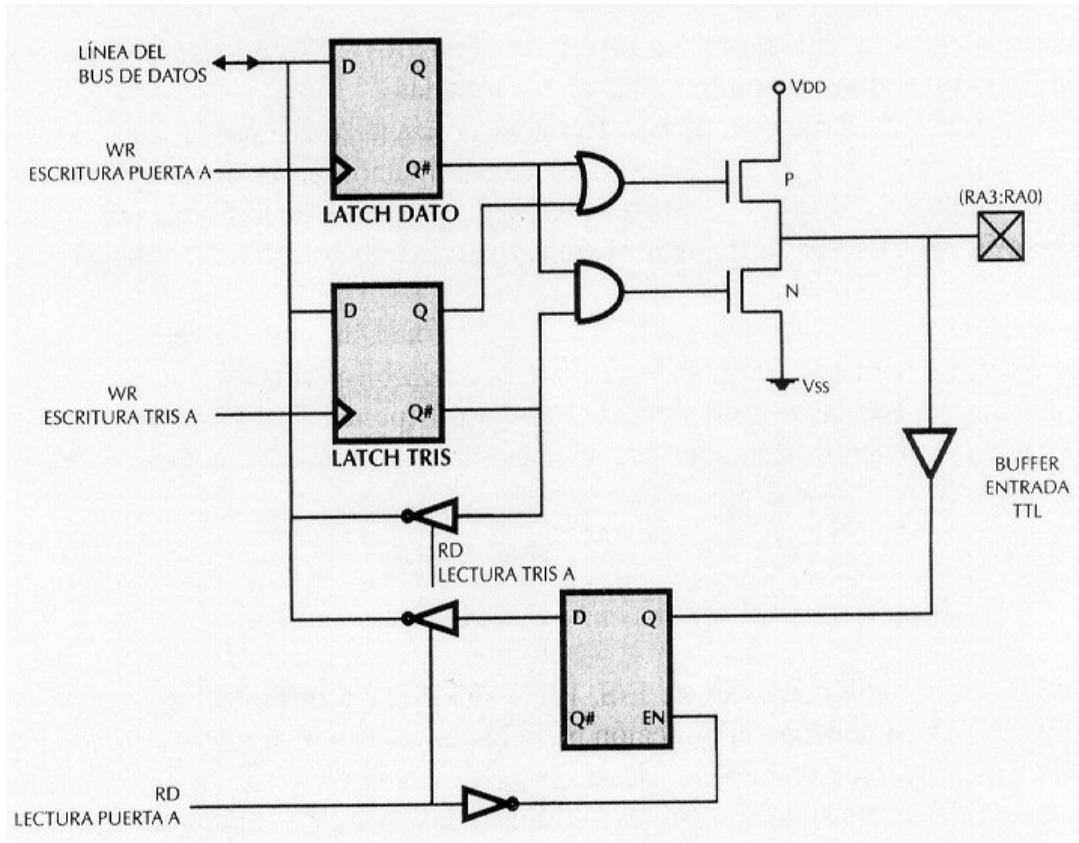 LÍNEA DEL
BUS DE DATOS
D
Q
WR
ESCRITURA PUERTA A
Q#
LATCH DATO
VDD
P
(RA3:RA0)
D
Q
N
WR
ESCRITURA TRIS A
Q#
LATCH TRIS
VSS
BUFFER
ENTRADA
TTL
RD
LECTURA TRIS A
D
Q
Q#
EN
RD
LECTURA PUERTA A